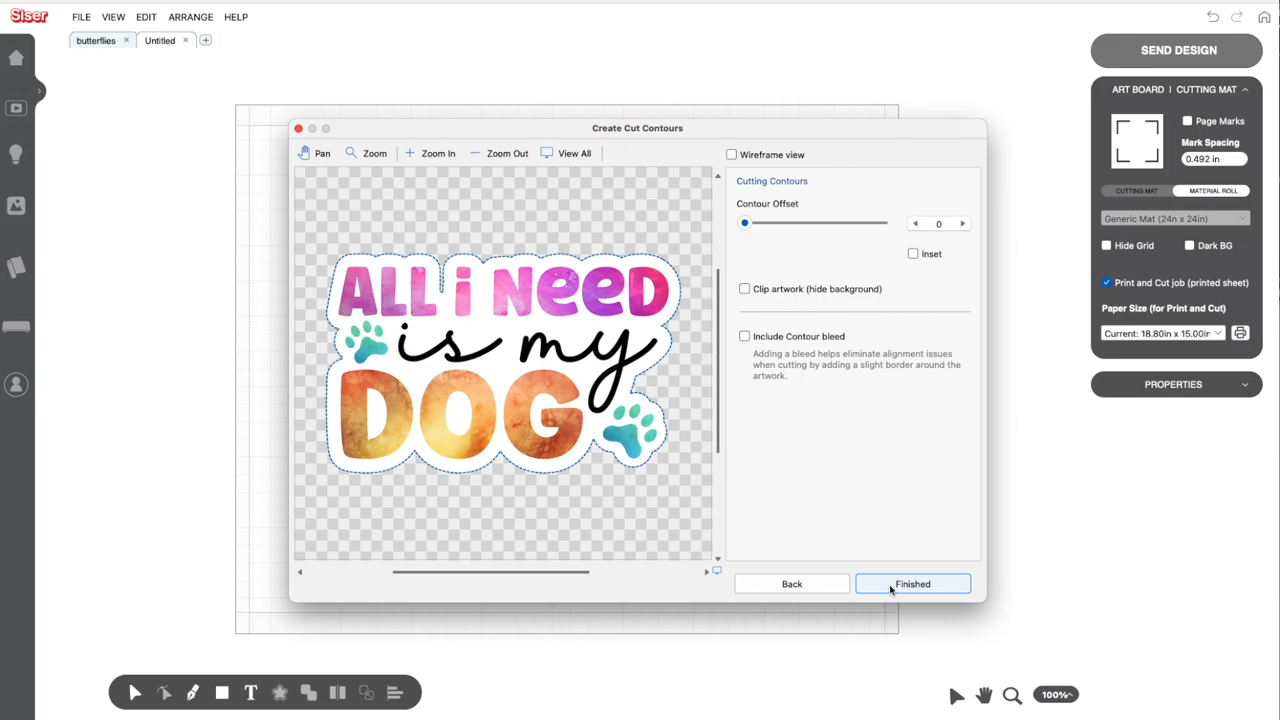 Siser
FILE VIEW EDIT ARRANGE HELP
butterflies × Untitled ×
SEND DESIGN
ART BOARD | CUTTING MAT
Page Marks
Mark Spacing
0.492 in
CUTTING MAT MATERIAL ROLL
Generic Mat (24n x 24in)
Hide Grid Dark BG
Print and Cut job (printed sheet)
Paper Size (for Print and Cut)
Current: 18.80in x 15.00in
PROPERTIES
Create Cut Contours
Pan Zoom Zoom In Zoom Out View All
Wireframe view
Cutting Contours
Contour Offset
0
Inset
Clip artwork (hide background)
Include Contour bleed
Adding a bleed helps eliminate alignment issues
when cutting by adding a slight border around the
artwork.
ALL i NeeD
is my
DOG
Back Finished
T
100%